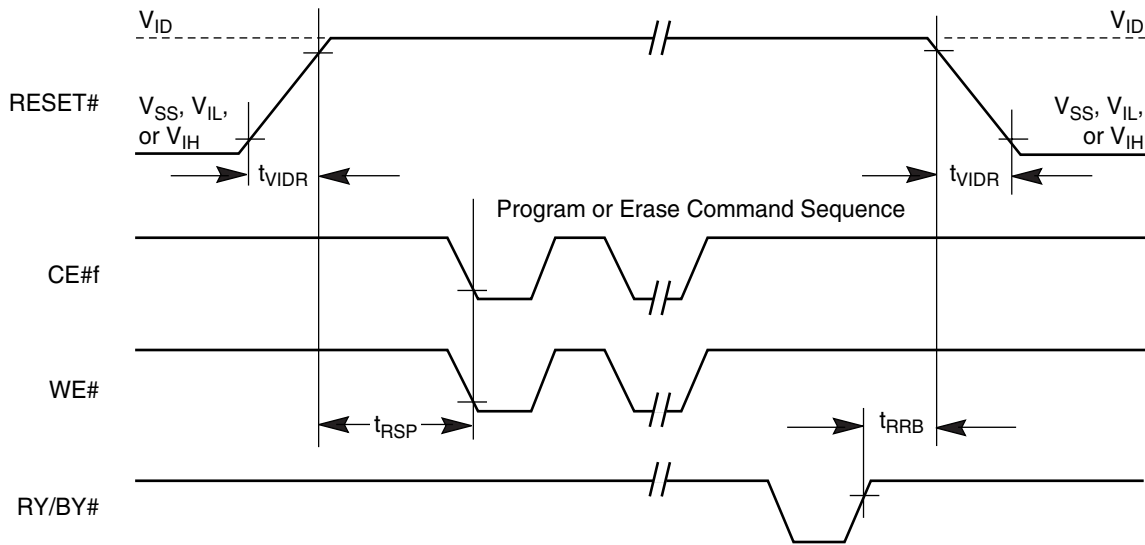 V_ID
V_ID
RESET#
V_SS, V_IL,
or V_IH
V_SS, V_IL,
or V_IH
t_VIDR
t_VIDR
Program or Erase Command Sequence
CE#f
WE#
t_RSP
t_RRB
RY/BY#